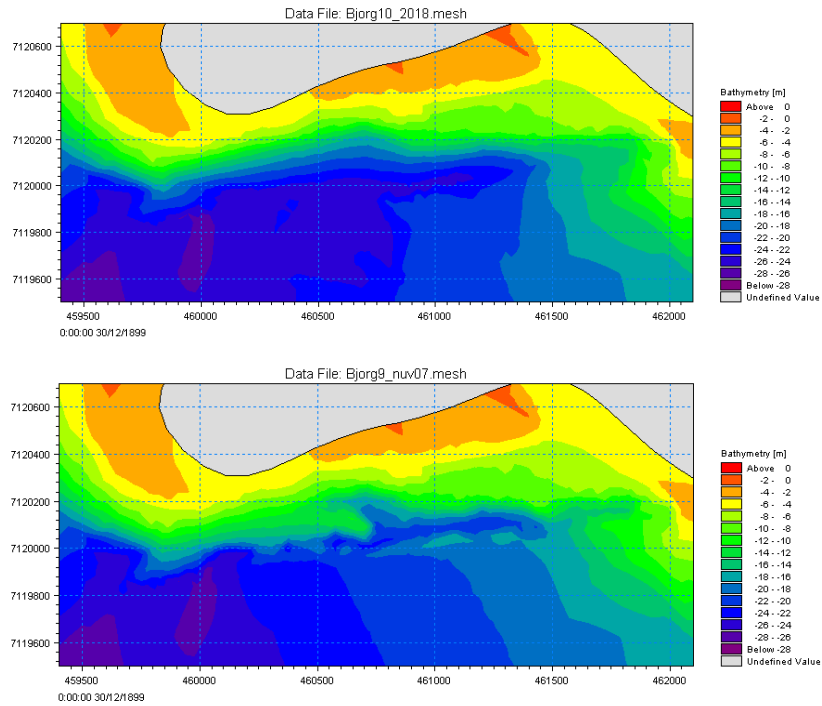 Data File: Bjorg10_2018.mesh
7120600
7120400
7120200
7120000
7119800
7119600
459500 460000 460500 461000 461500 462000
0:00:00 30/12/1899
Bathymetry [m]
Above 0
-2 - 0
-4 - -2
-6 - -4
-8 - -6
-10 - -8
-12 - -10
-14 - -12
-16 - -14
-18 - -16
-20 - -18
-22 - -20
-24 - -22
-26 - -24
-28 - -26
Below -28
Undefined Value
Data File: Bjorg9_nuv07.mesh
7120600
7120400
7120200
7120000
7119800
7119600
459500 460000 460500 461000 461500 462000
0:00:00 30/12/1899
Bathymetry [m]
Above 0
-2 - 0
-4 - -2
-6 - -4
-8 - -6
-10 - -8
-12 - -10
-14 - -12
-16 - -14
-18 - -16
-20 - -18
-22 - -20
-24 - -22
-26 - -24
-28 - -26
Below -28
Undefined Value